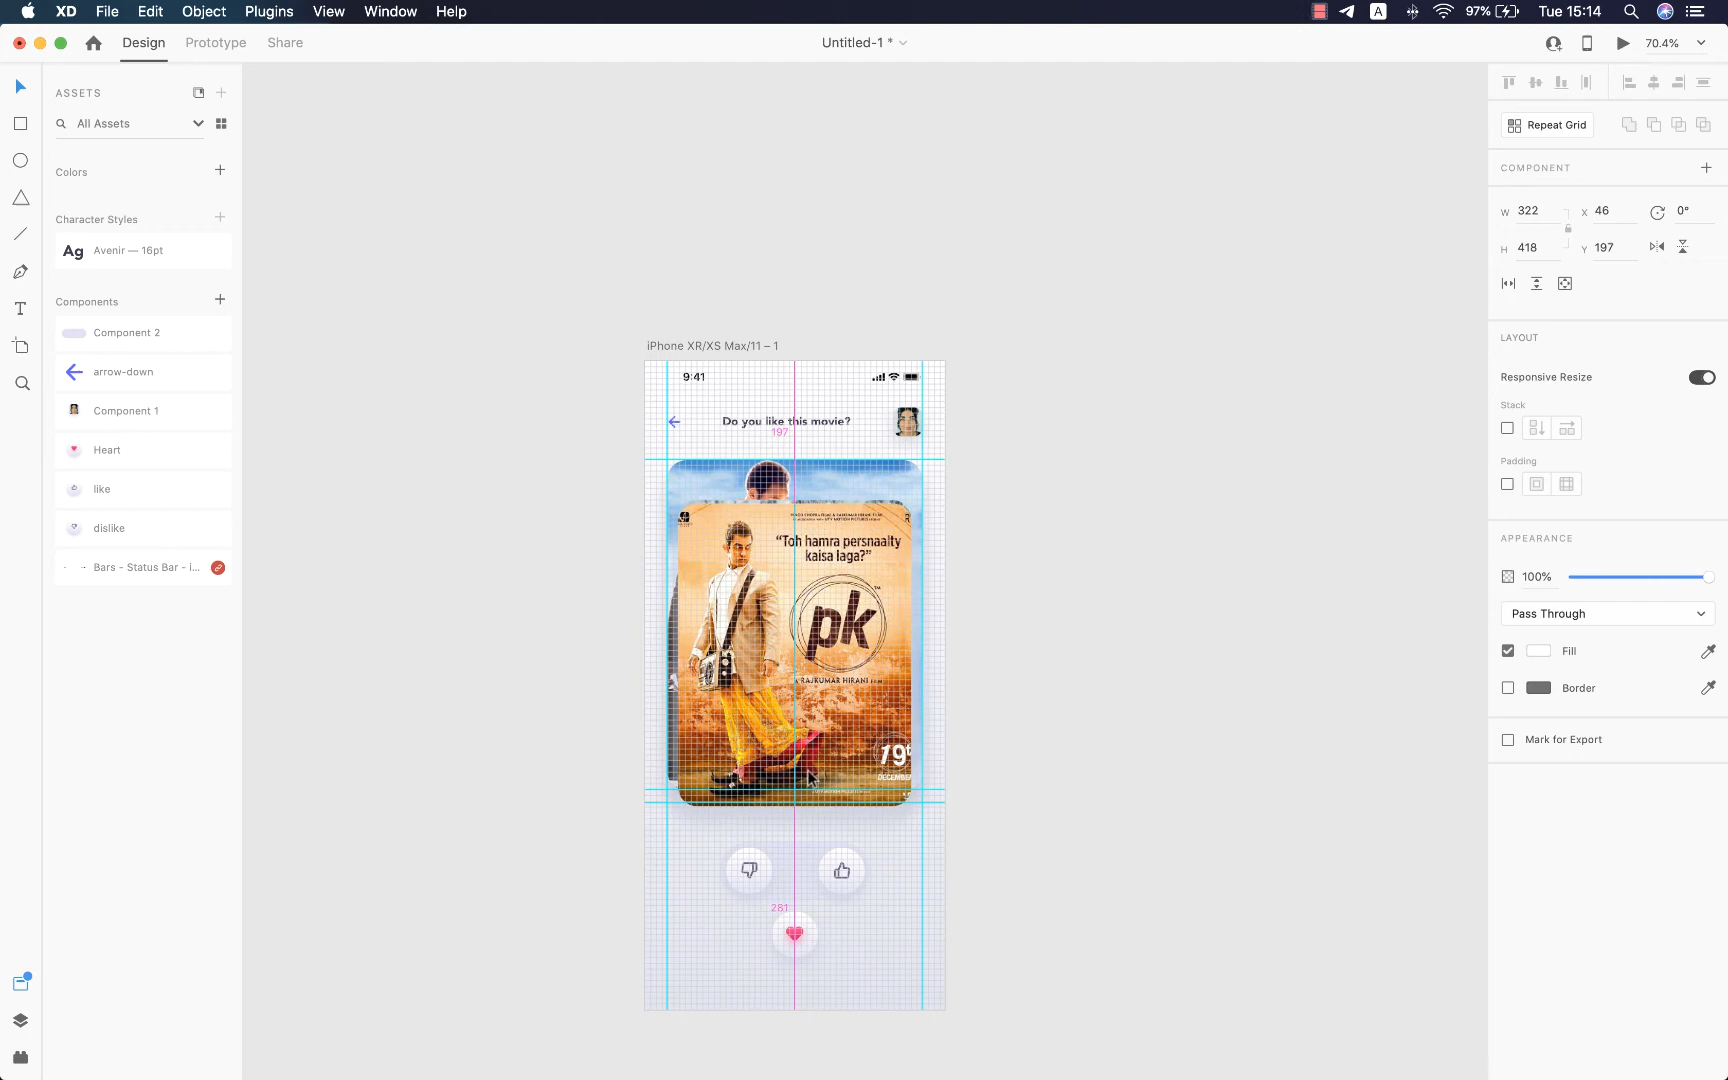 XD File Edit Object Plugins View Window Help
A 97% Tue 15:14
Design Prototype Share
Untitled-1 *
70.4%
ASSETS
All Assets
Colors
Character Styles
Ag Avenir — 16pt
Components
Component 2
arrow-down
Component 1
Heart
like
dislike
Bars - Status Bar - i...
iPhone XR/XS Max/11 – 1
9:41
Do you like this movie?
197
"Toh hamra persnaalty
kaisa laga?"
pk
A RAJKUMAR HIRANI FILM
19
DECEMBE
281
Repeat Grid
COMPONENT
W 322 X 46 0°
H 418 Y 197
LAYOUT
Responsive Resize
Stack
Padding
APPEARANCE
100%
Pass Through
Fill
Border
Mark for Export